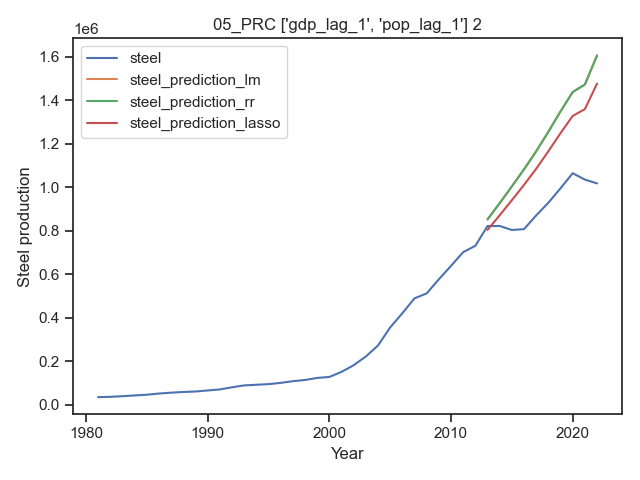 05_PRC ['gdp_lag_1', 'pop_lag_1'] 2
1e6
steel
steel_prediction_lm
steel_prediction_rr
steel_prediction_lasso
1.6
1.4
1.2
1.0
0.8
0.6
0.4
0.2
0.0
Steel production
1980
1990
2000
2010
2020
Year